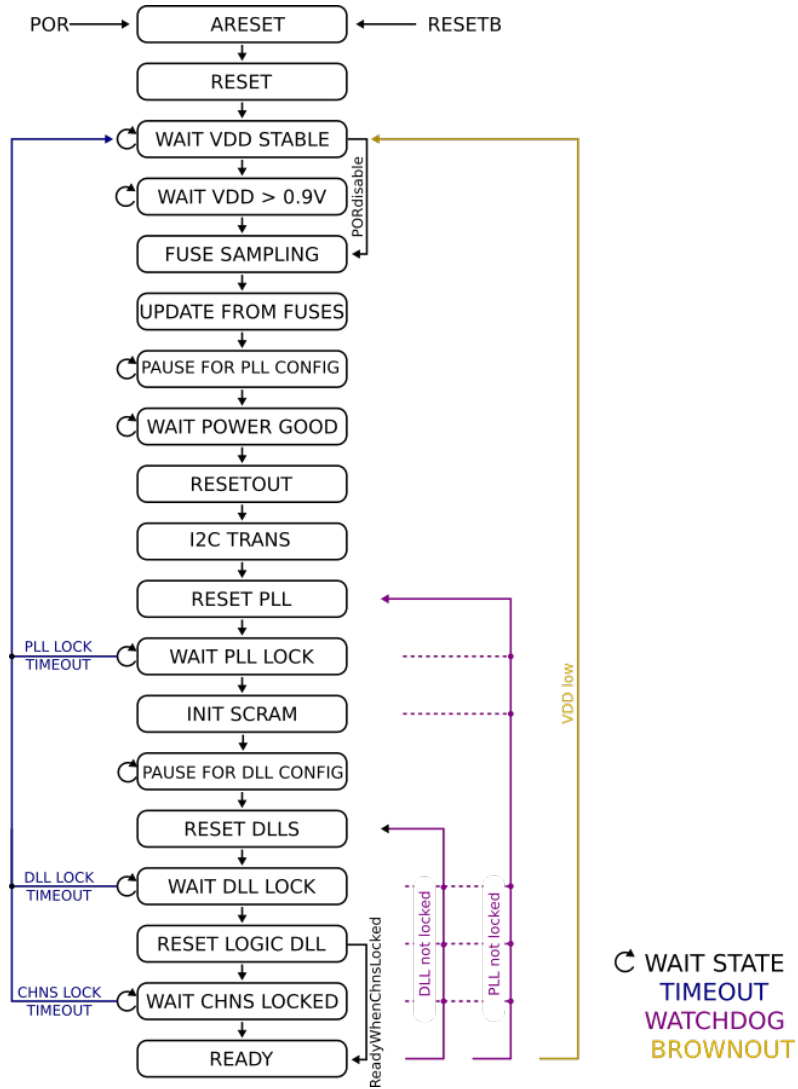 POR
ARESET
RESETB
RESET
WAIT VDD STABLE
PORdisable
WAIT VDD > 0.9V
FUSE SAMPLING
UPDATE FROM FUSES
PAUSE FOR PLL CONFIG
WAIT POWER GOOD
RESETOUT
I2C TRANS
RESET PLL
PLL LOCK
TIMEOUT
WAIT PLL LOCK
INIT SCRAM
VDD low
PAUSE FOR DLL CONFIG
RESET DLLS
DLL LOCK
TIMEOUT
WAIT DLL LOCK
RESET LOGIC DLL
DLL not locked
PLL not locked
CHNS LOCK
TIMEOUT
WAIT CHNS LOCKED
ReadyWhenChnsLocked
READY
WAIT STATE
TIMEOUT
WATCHDOG
BROWNOUT